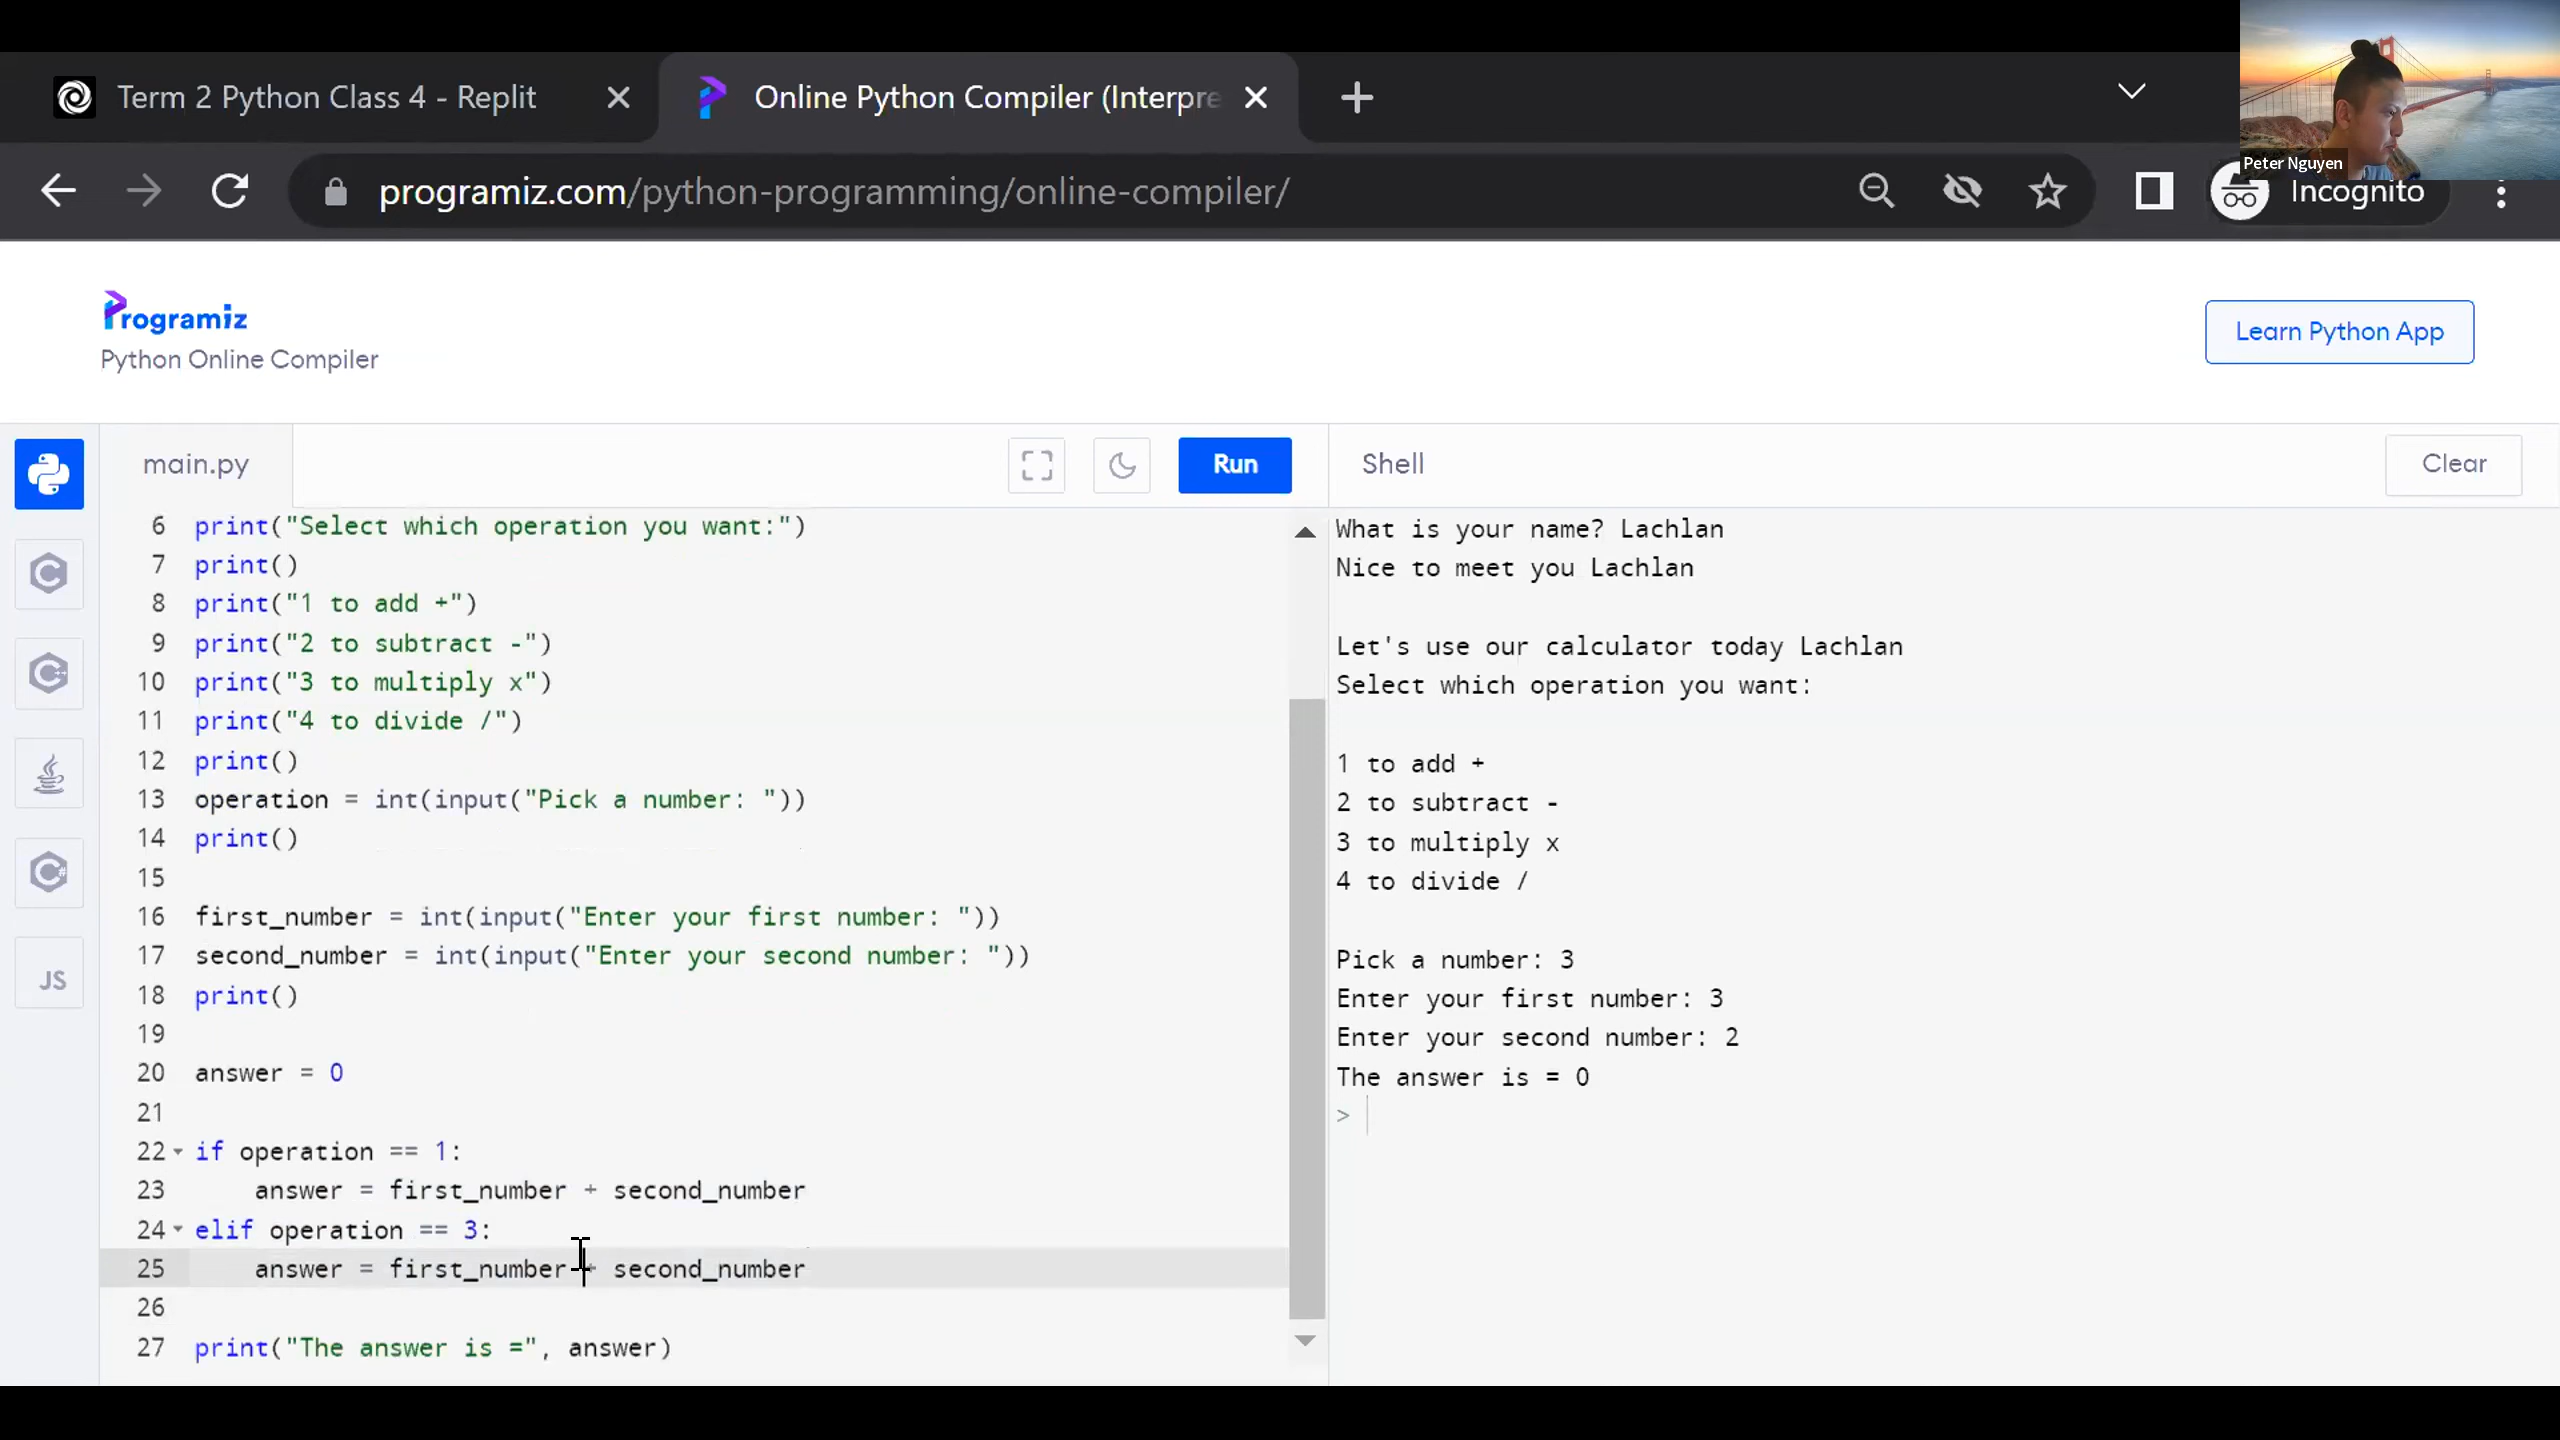 Term 2 Python Class 4 - Replit
Online Python Compiler (Interpre
Peter Nguyen
programiz.com/python-programming/online-compiler/
Incognito
Programiz
Python Online Compiler
Learn Python App
main.py
Run
Shell
Clear
6 print("Select which operation you want:")
7 print()
8 print("1 to add +")
9 print("2 to subtract -")
10 print("3 to multiply x")
11 print("4 to divide /")
12 print()
13 operation = int(input("Pick a number: "))
14 print()
15
16 first_number = int(input("Enter your first number: "))
17 second_number = int(input("Enter your second number: "))
18 print()
19
20 answer = 0
21
22 if operation == 1:
23 answer = first_number + second_number
24 elif operation == 3:
25 answer = first_number + second_number
26
27 print("The answer is =", answer)
What is your name? Lachlan
Nice to meet you Lachlan
Let's use our calculator today Lachlan
Select which operation you want:
1 to add +
2 to subtract -
3 to multiply x
4 to divide /
Pick a number: 3
Enter your first number: 3
Enter your second number: 2
The answer is = 0
>
C
C++
C#
JS